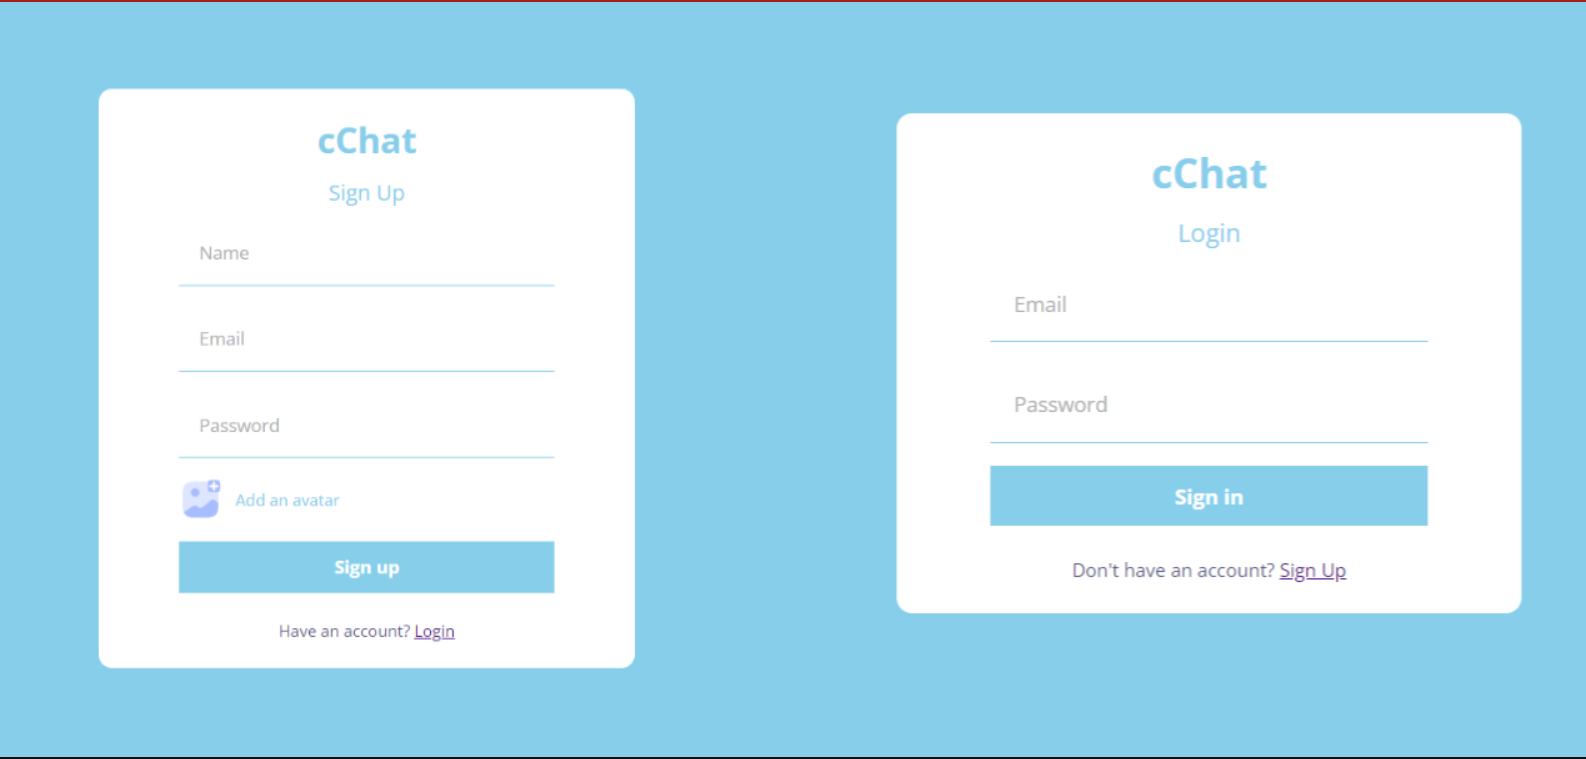 cChat
Sign Up
Name
Email
Password
Add an avatar
Sign up
Have an account? Login
cChat
Login
Email
Password
Sign in
Don't have an account? Sign Up